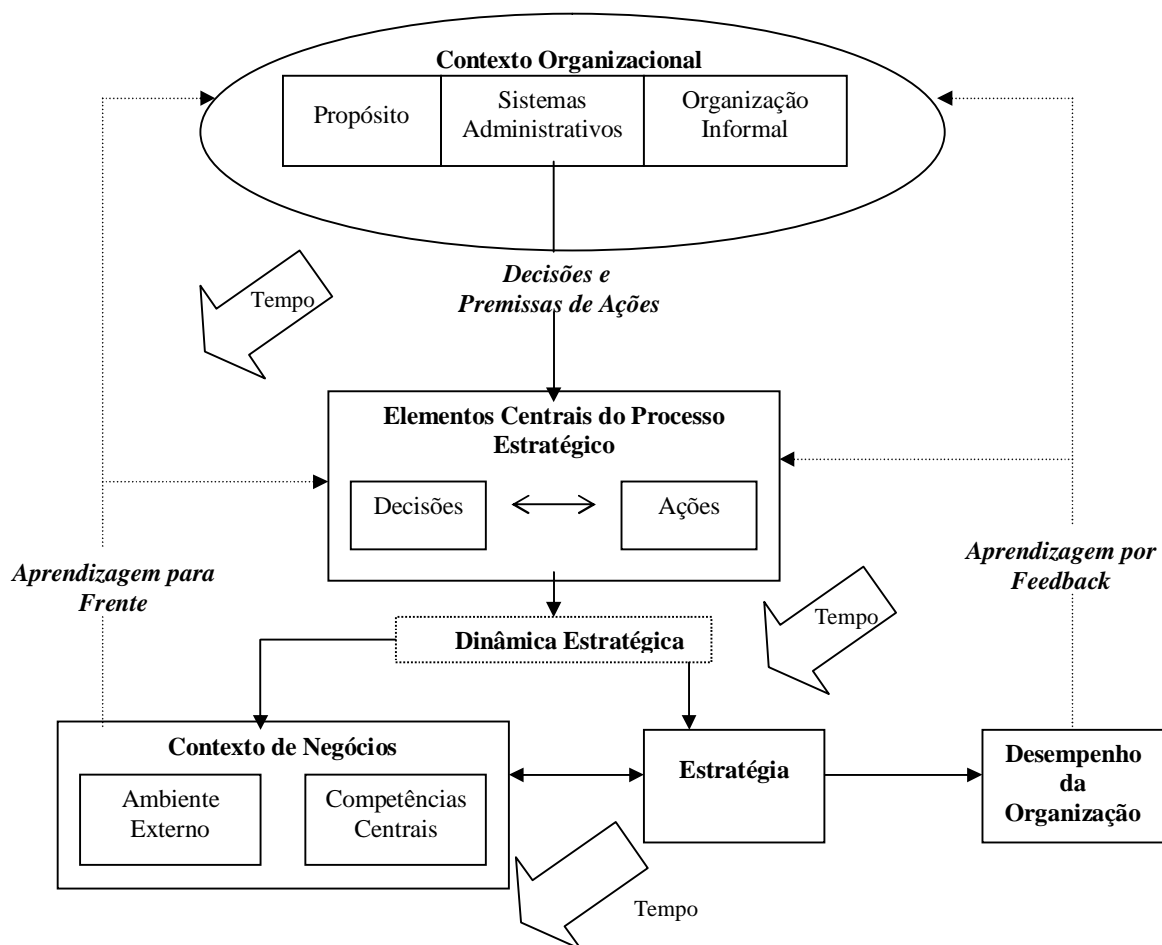 Contexto Organizacional
Propósito
Sistemas
Administrativos
Organização
Informal
Decisões e
Premissas de Ações
Tempo
Elementos Centrais do Processo
Estratégico
Decisões
Ações
Aprendizagem para
Frente
Aprendizagem por
Feedback
Tempo
Dinâmica Estratégica
Contexto de Negócios
Ambiente
Externo
Competências
Centrais
Estratégia
Desempenho
da
Organização
Tempo